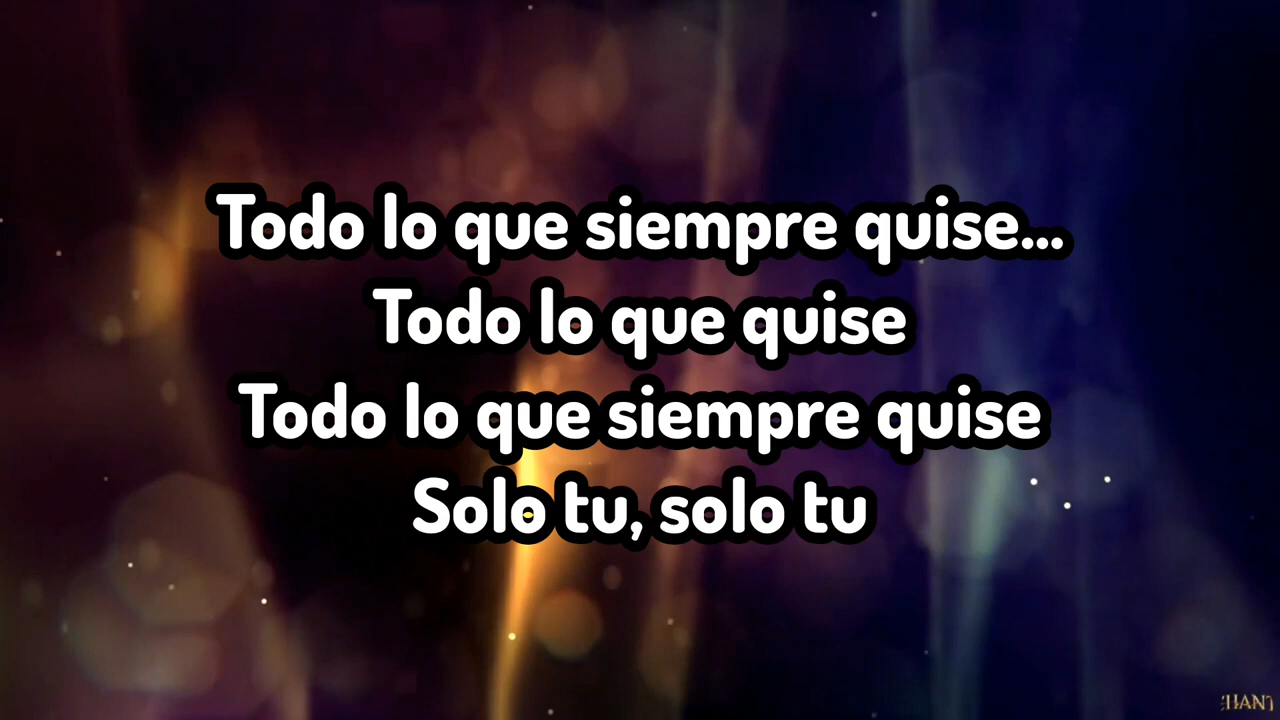 Todo lo que siempre quise...
Todo lo que quise
Todo lo que siempre quise
Solo tu, solo tu